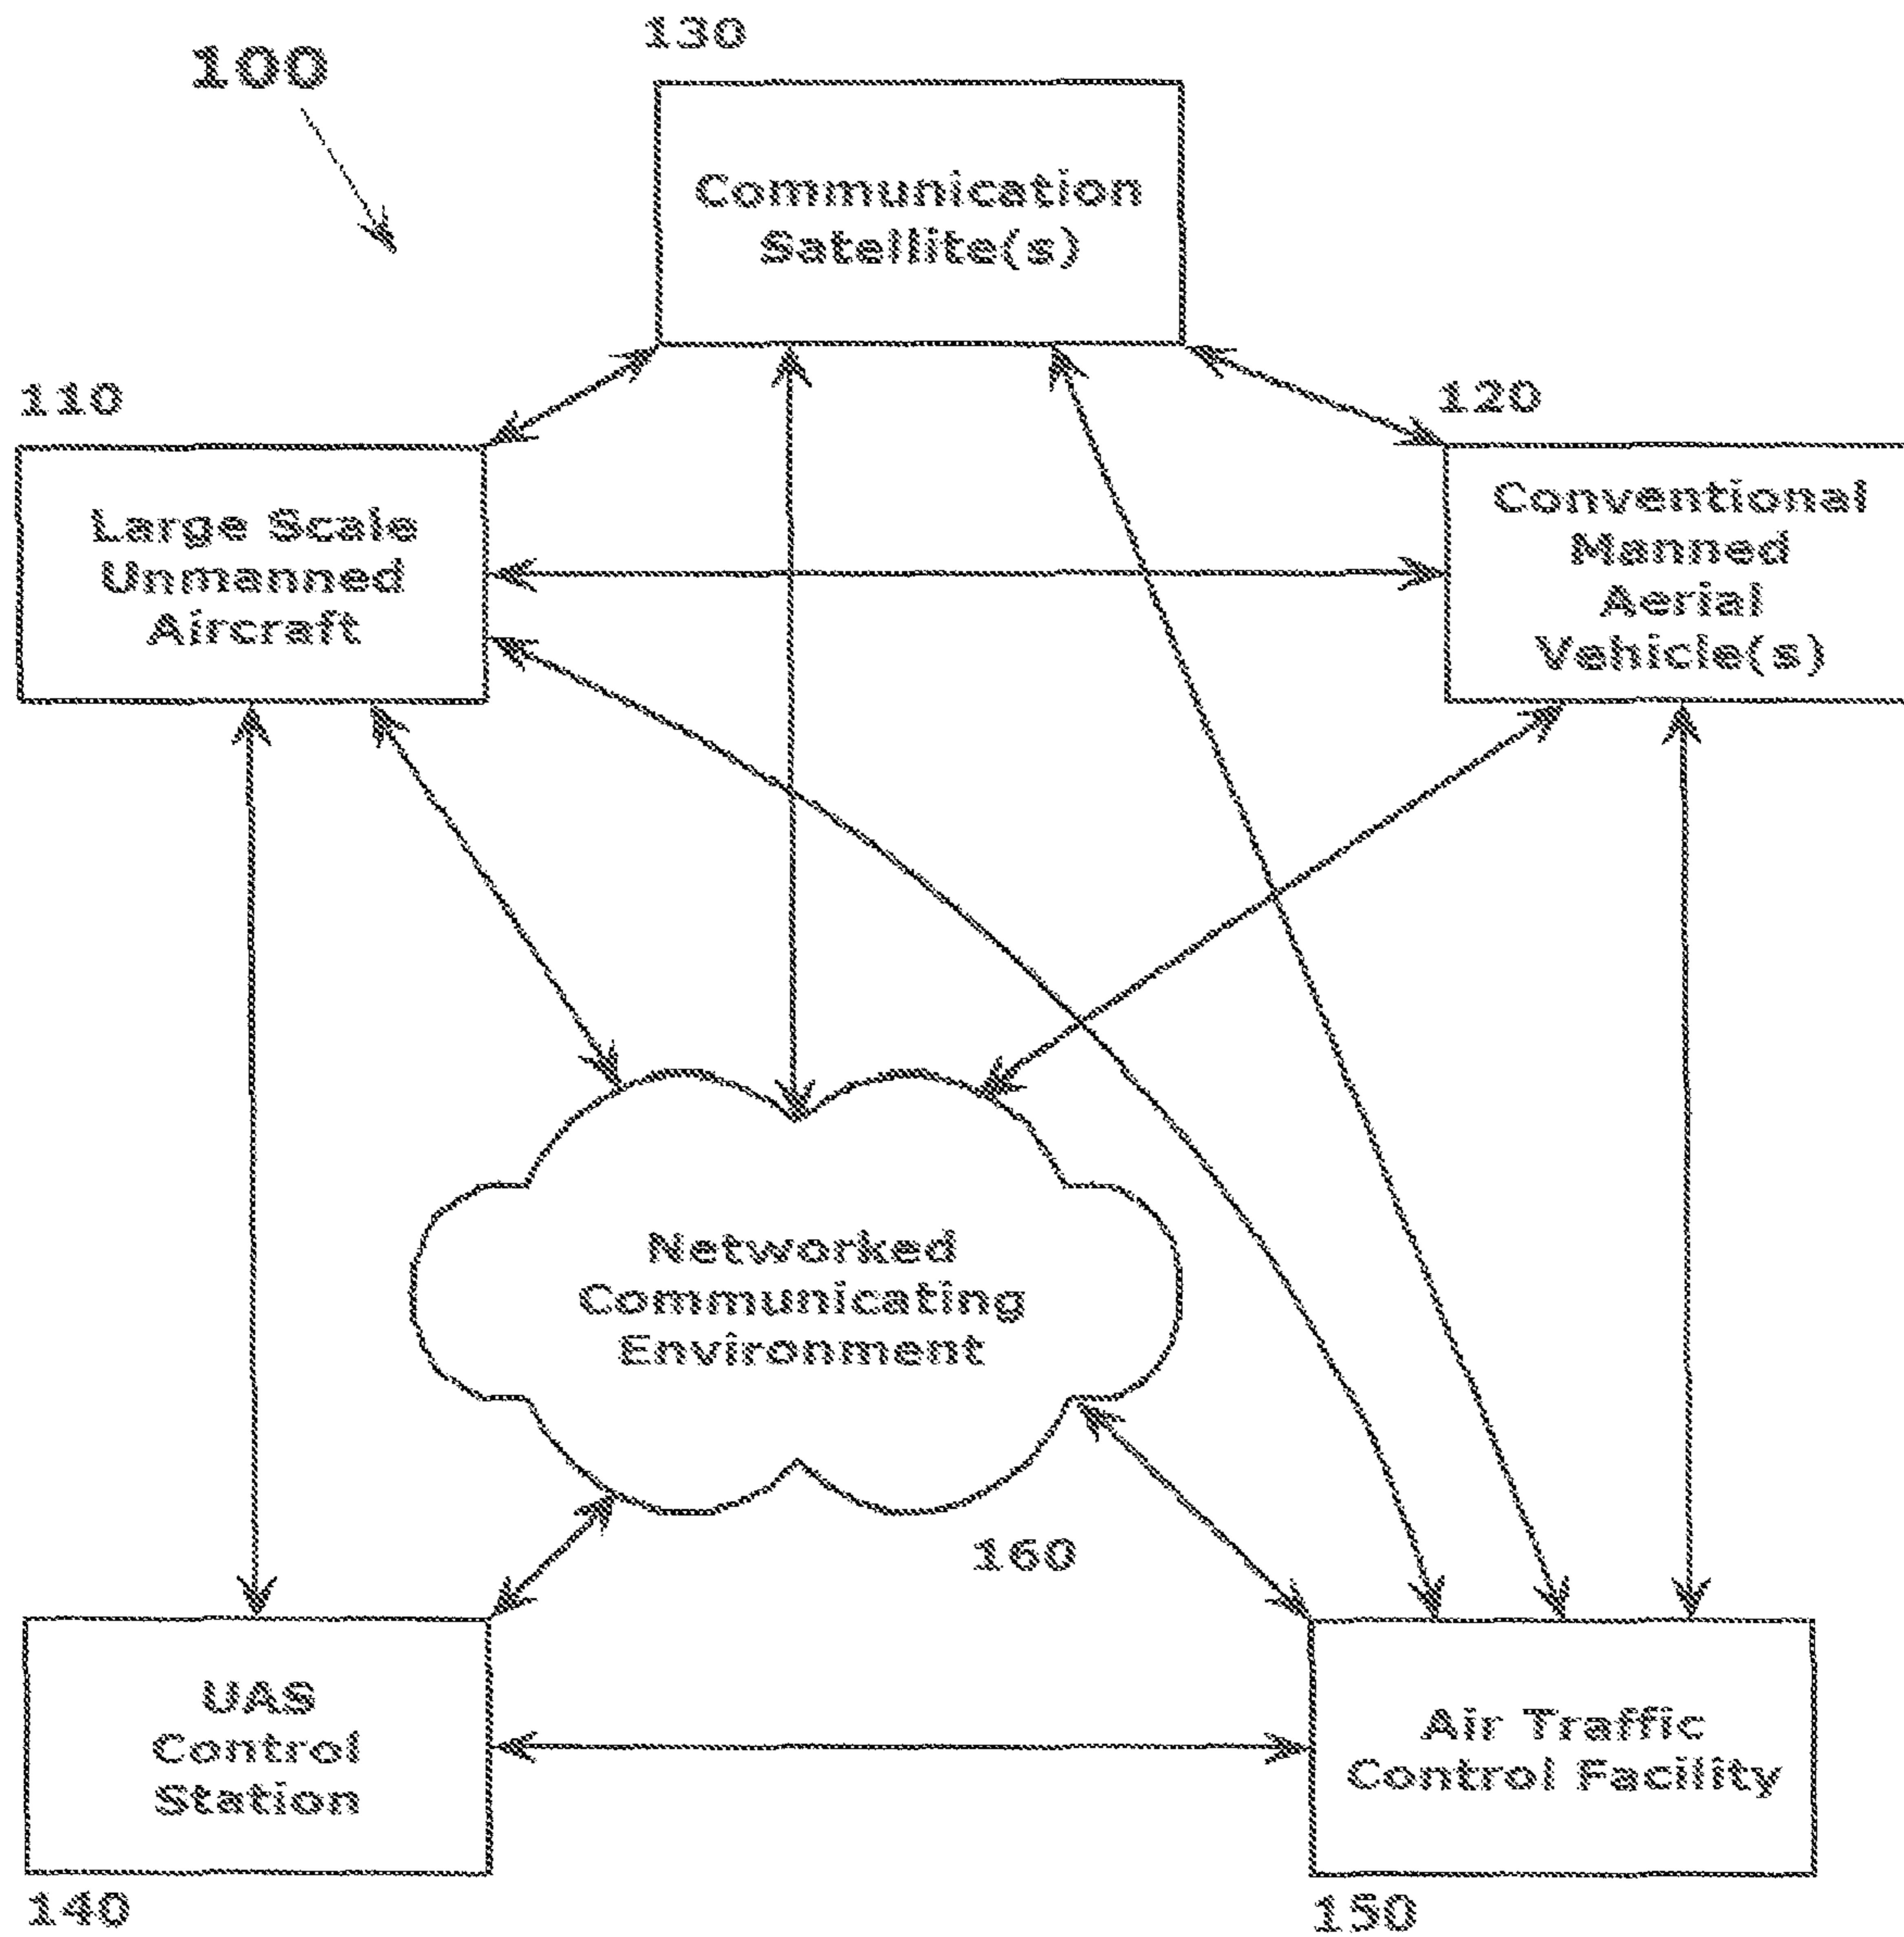 100
130
Communication
Satellite(s)
110
Large Scale
Unmanned
Aircraft
120
Conventional
Manned
Aerial
Vehicle(s)
Networked
Communicating
Environment
160
UAS
Control
Station
140
Air Traffic
Control Facility
150